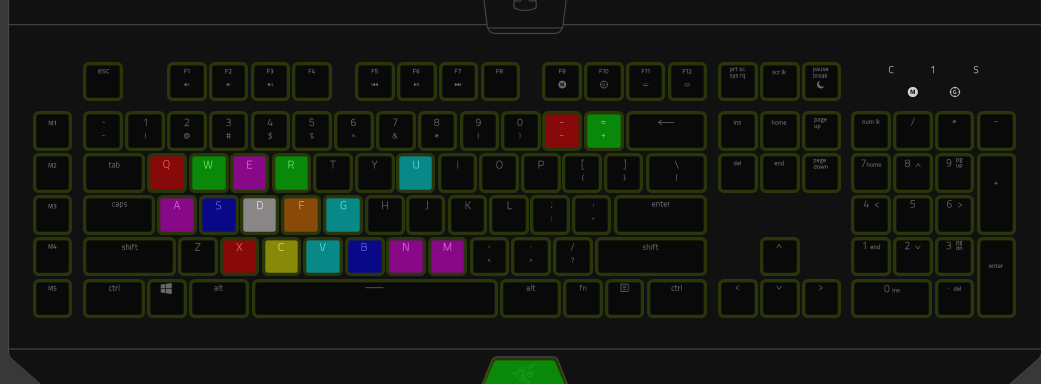 esc F1 F2 F3 F4 F5 F6 F7 F8 F9 F10 F11 F12 prt sc sys rq scr lk pause break C 1 S
M G
M1 ~ 1 2 3 4 5 6 7 8 9 0 - = ← ins home page up num lk / * -
! @ # $ % ^ & * ( ) - +
M2 tab Q W E R T Y U I O P [ ] \ del end page down 7 home 8 ^ 9 pg up +
{ } |
M3 caps A S D F G H J K L ; ' enter 4 < 5 6 >
: "
M4 shift Z X C V B N M , . / shift ^ 1 end 2 v 3 pg dn enter
< > ?
M5 ctrl alt alt fn ctrl < v > 0 ins . del